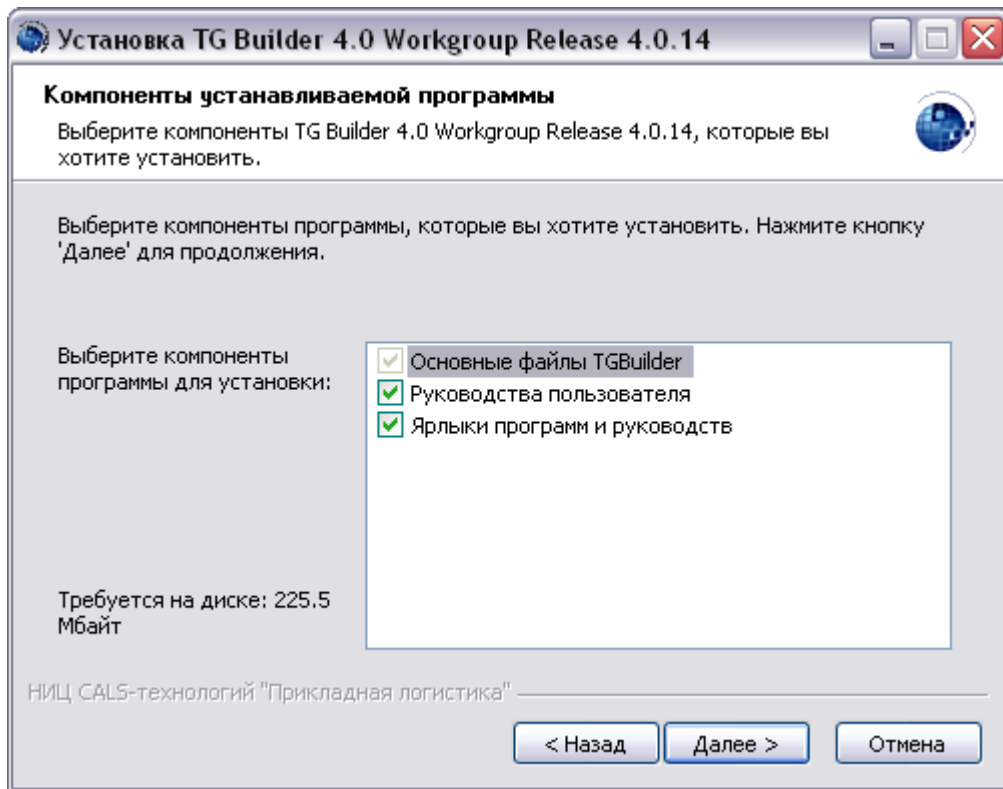 Установка TG Builder 4.0 Workgroup Release 4.0.14
Компоненты устанавливаемой программы
Выберите компоненты TG Builder 4.0 Workgroup Release 4.0.14, которые вы
хотите установить.
Выберите компоненты программы, которые вы хотите установить. Нажмите кнопку
'Далее' для продолжения.
Выберите компоненты
программы для установки:
Основные файлы TGBuilder
Руководства пользователя
Ярлыки программ и руководств
Требуется на диске: 225.5
Мбайт
НИЦ CALS-технологий "Прикладная логистика"
< Назад
Далее >
Отмена